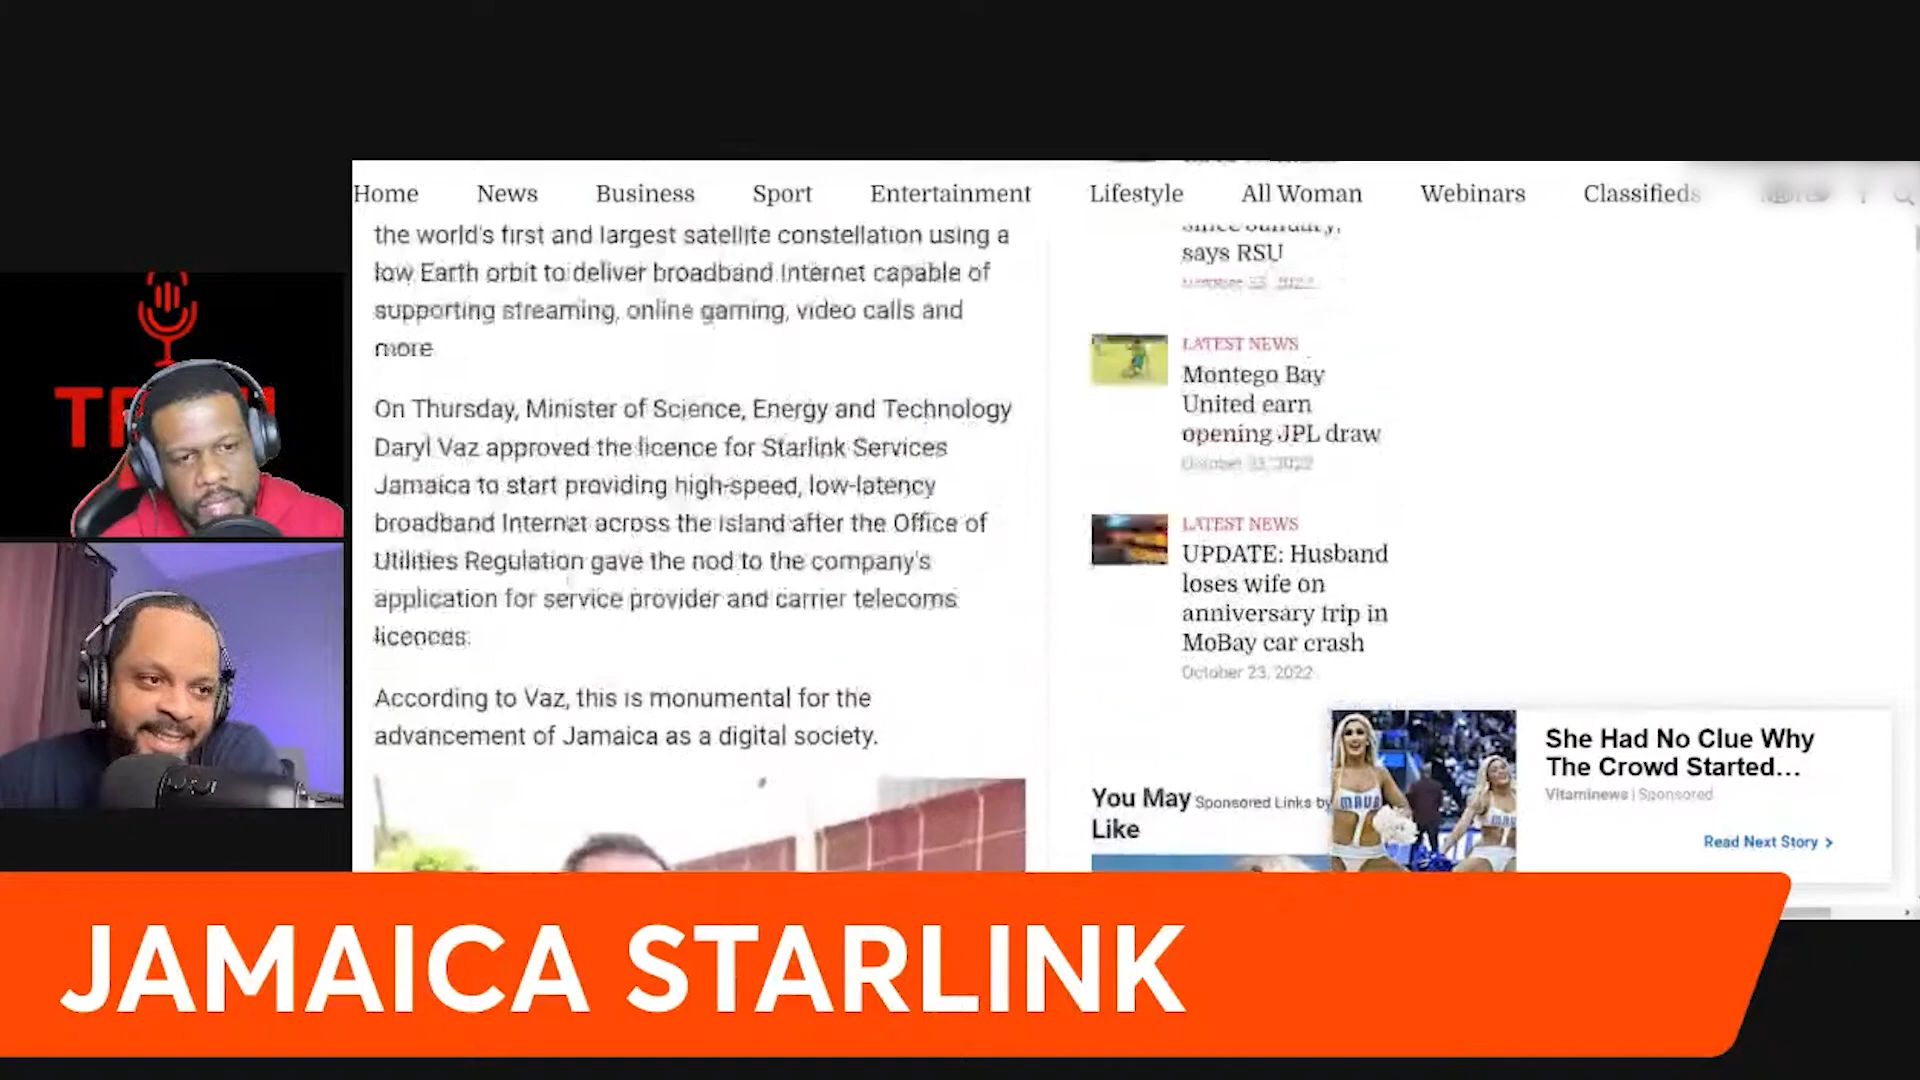 Home News Business Sport Entertainment Lifestyle All Woman Webinars Classifieds More
the world's first and largest satellite constellation using a
low Earth orbit to deliver broadband Internet capable of
supporting streaming, online gaming, video calls and
more
On Thursday, Minister of Science, Energy and Technology
Daryl Vaz approved the licence for Starlink Services
Jamaica to start providing high-speed, low-latency
broadband Internet across the island after the Office of
Utilities Regulation gave the nod to the company's
application for service provider and carrier telecoms
licences.
According to Vaz, this is monumental for the
advancement of Jamaica as a digital society.
says RSU
October 23, 2022
LATEST NEWS
Montego Bay
United earn
opening JPL draw
October 23, 2022
LATEST NEWS
UPDATE: Husband
loses wife on
anniversary trip in
MoBay car crash
October 23, 2022
You May
Like
Sponsored Links by
She Had No Clue Why
The Crowd Started...
Vitaminews | Sponsored
Read Next Story >
JAMAICA STARLINK